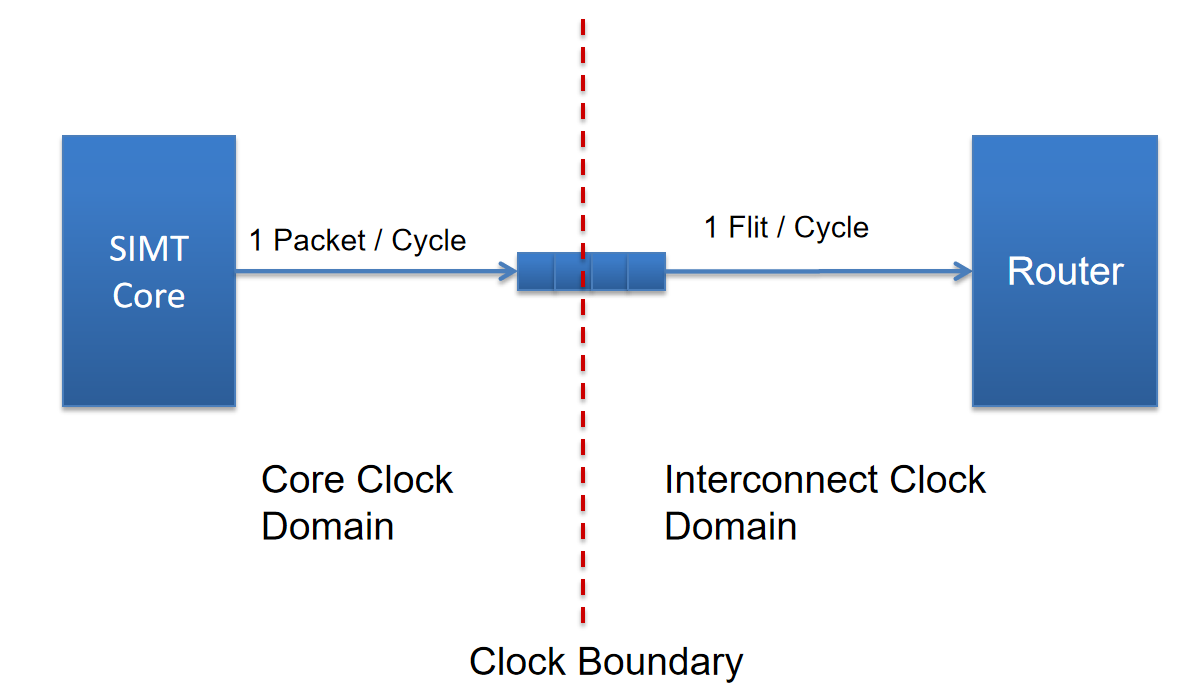 SIMT
Core
1 Packet / Cycle
1 Flit / Cycle
Router
Core Clock
Domain
Interconnect Clock
Domain
Clock Boundary